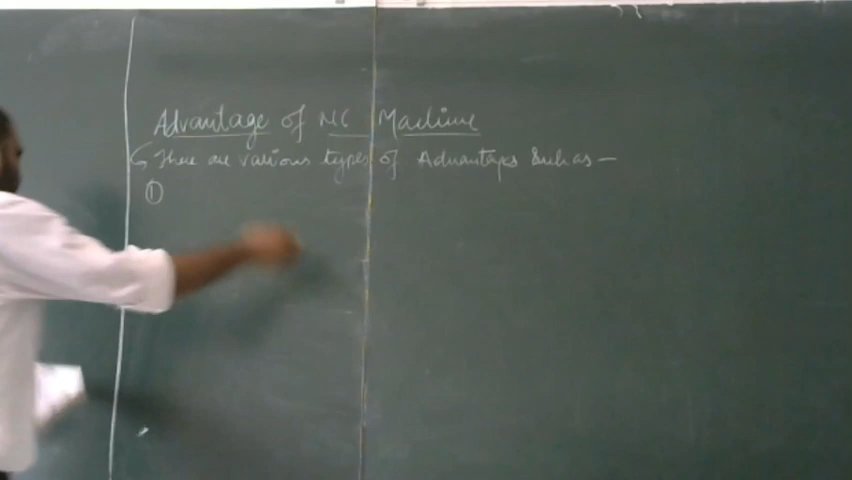 Advantage of NC Machine
↳ There are various types of Advantages Such as —
①